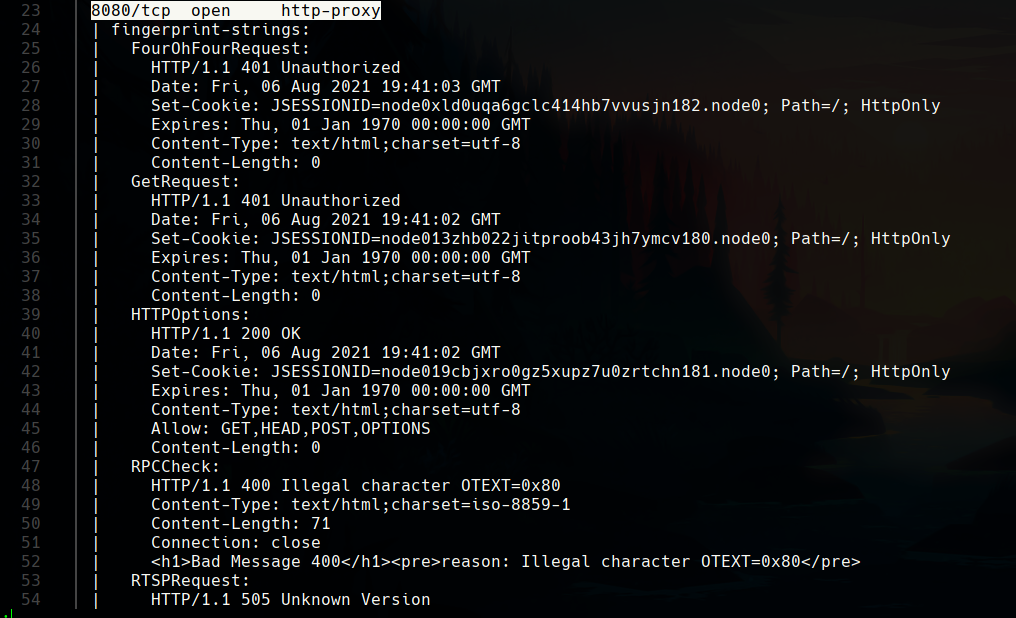 23 8080/tcp open http-proxy
24 | fingerprint-strings:
25 | FourOhFourRequest:
26 | HTTP/1.1 401 Unauthorized
27 | Date: Fri, 06 Aug 2021 19:41:03 GMT
28 | Set-Cookie: JSESSIONID=node0xld0uqa6gclc414hb7vvusjn182.node0; Path=/; HttpOnly
29 | Expires: Thu, 01 Jan 1970 00:00:00 GMT
30 | Content-Type: text/html;charset=utf-8
31 | Content-Length: 0
32 | GetRequest:
33 | HTTP/1.1 401 Unauthorized
34 | Date: Fri, 06 Aug 2021 19:41:02 GMT
35 | Set-Cookie: JSESSIONID=node013zhb022jitproob43jh7ymcv180.node0; Path=/; HttpOnly
36 | Expires: Thu, 01 Jan 1970 00:00:00 GMT
37 | Content-Type: text/html;charset=utf-8
38 | Content-Length: 0
39 | HTTPOptions:
40 | HTTP/1.1 200 OK
41 | Date: Fri, 06 Aug 2021 19:41:02 GMT
42 | Set-Cookie: JSESSIONID=node019cbjxro0gz5xupz7u0zrtchn181.node0; Path=/; HttpOnly
43 | Expires: Thu, 01 Jan 1970 00:00:00 GMT
44 | Content-Type: text/html;charset=utf-8
45 | Allow: GET,HEAD,POST,OPTIONS
46 | Content-Length: 0
47 | RPCCheck:
48 | HTTP/1.1 400 Illegal character OTEXT=0x80
49 | Content-Type: text/html;charset=iso-8859-1
50 | Content-Length: 71
51 | Connection: close
52 | <h1>Bad Message 400</h1><pre>reason: Illegal character OTEXT=0x80</pre>
53 | RTSPRequest:
54 | HTTP/1.1 505 Unknown Version